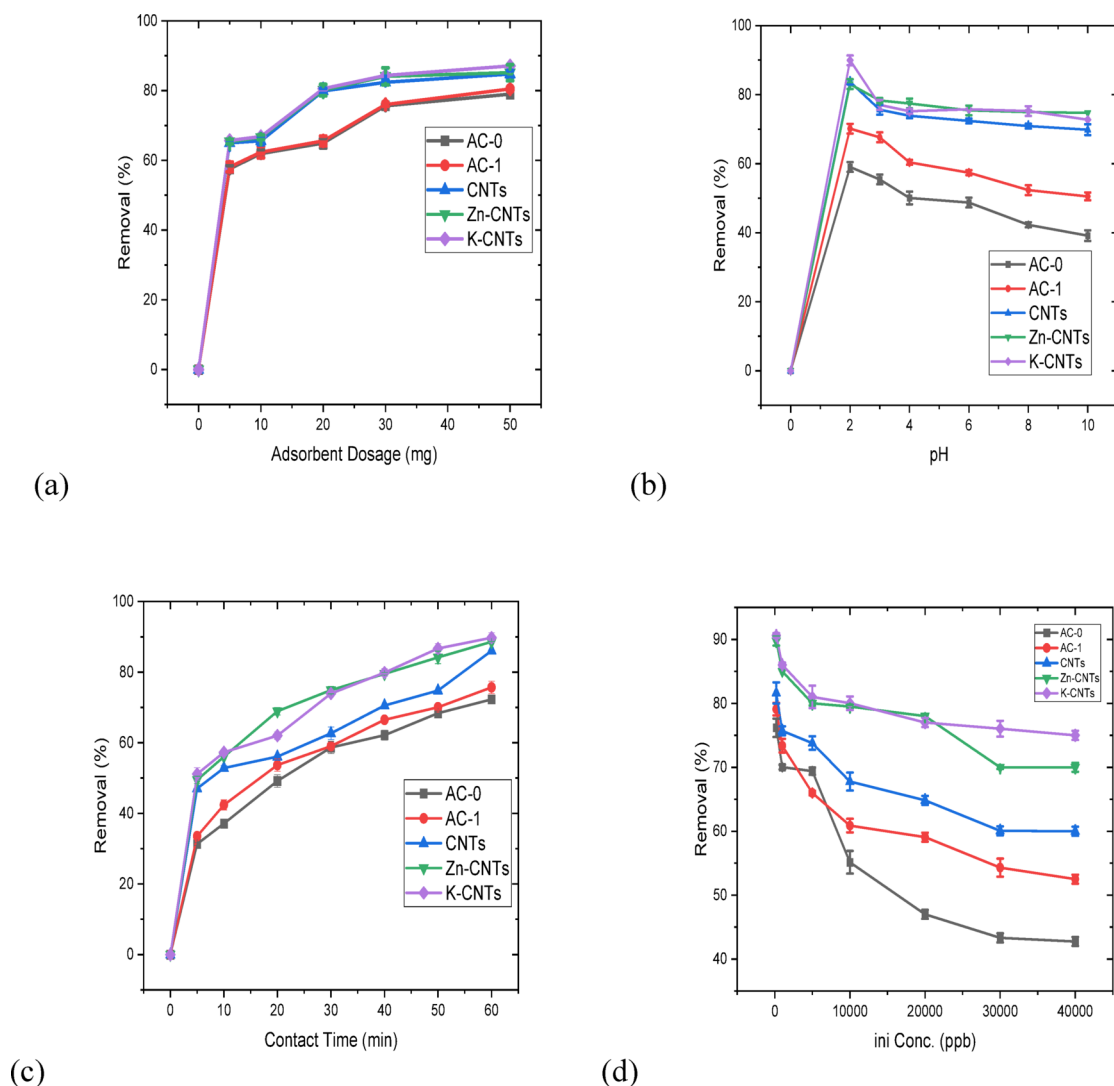 100
80
60
40
20
0
Removal (%)
AC-0
AC-1
CNTs
Zn-CNTs
K-CNTs
0 10 20 30 40 50
Adsorbent Dosage (mg)
(a)
100
80
60
40
20
0
Removal (%)
AC-0
AC-1
CNTs
Zn-CNTs
K-CNTs
0 2 4 6 8 10
pH
(b)
100
80
60
40
20
0
Removal (%)
AC-0
AC-1
CNTs
Zn-CNTs
K-CNTs
0 10 20 30 40 50 60
Contact Time (min)
(c)
90
80
70
60
50
40
Removal (%)
AC-0
AC-1
CNTs
Zn-CNTs
K-CNTs
0 10000 20000 30000 40000
ini Conc. (ppb)
(d)